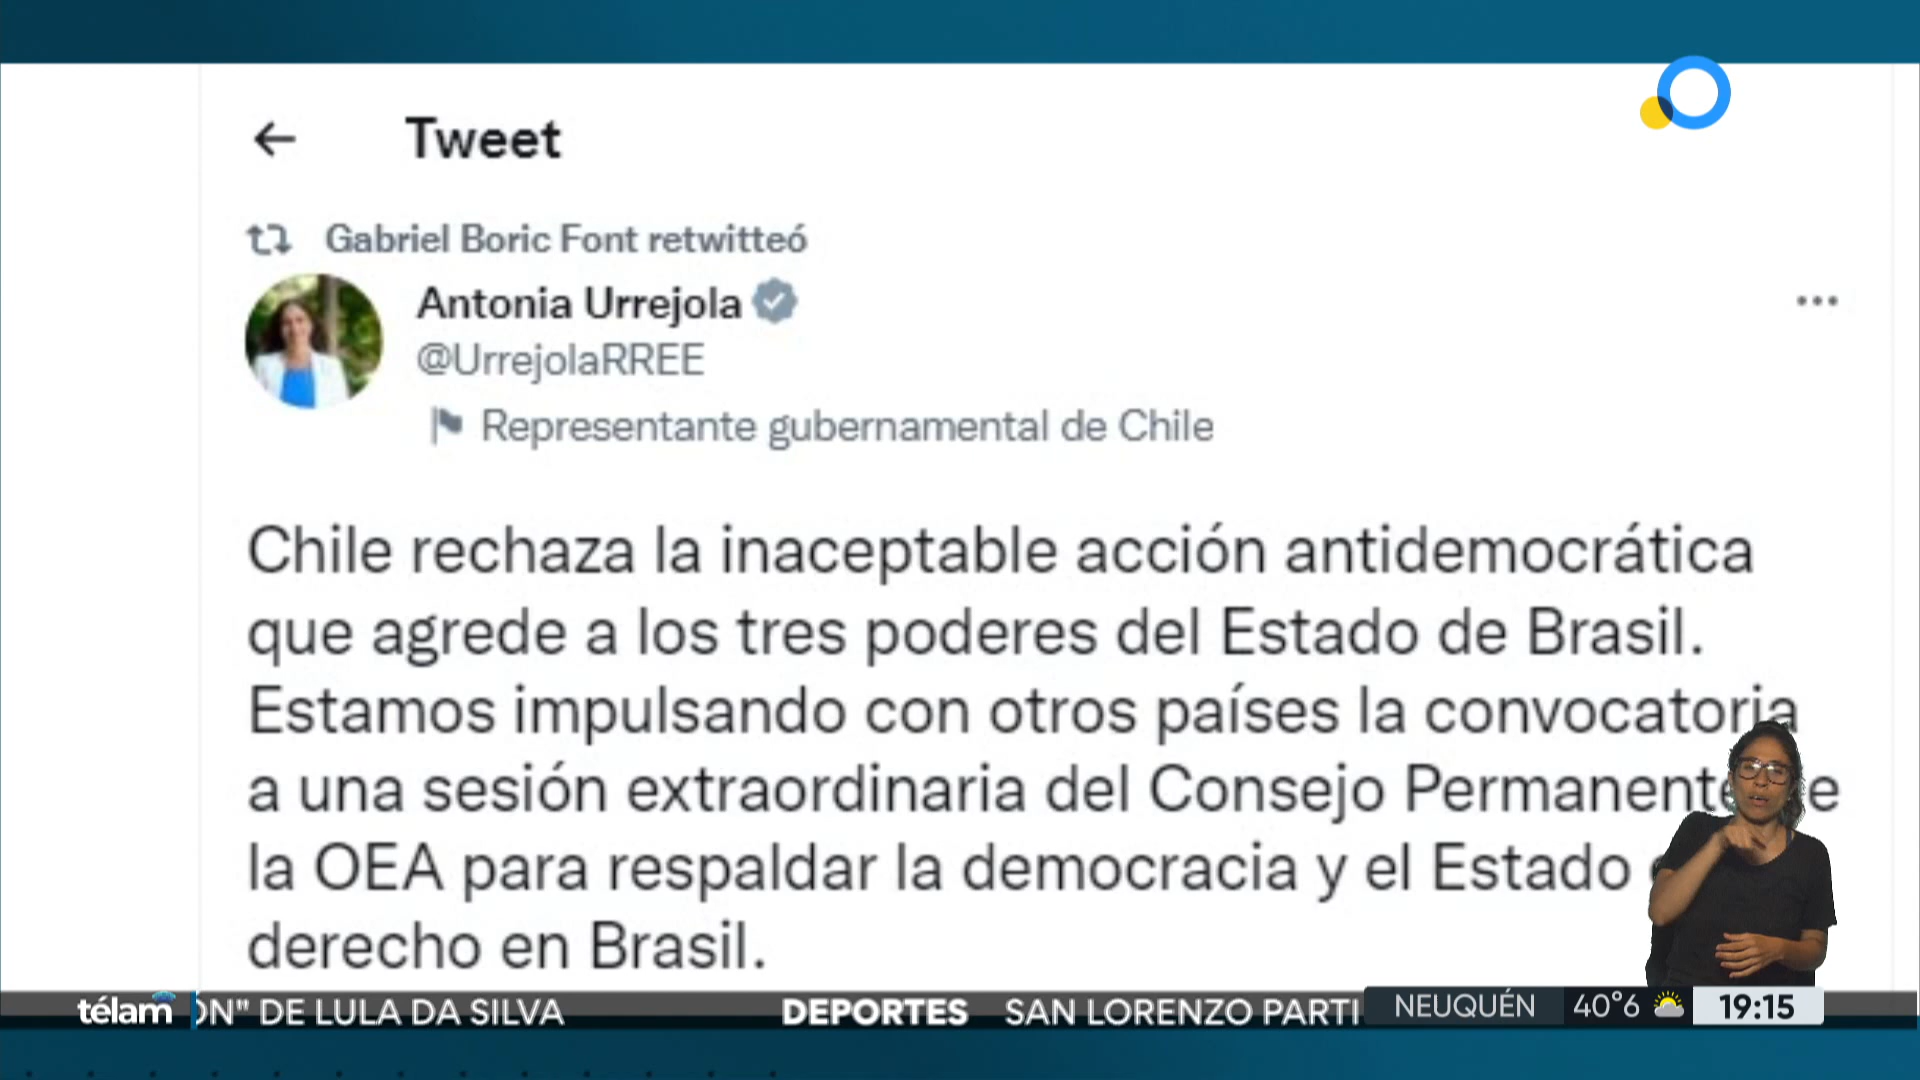 Tweet
Gabriel Boric Font retwitteó
Antonia Urrejola
@UrrejolaRREE
Representante gubernamental de Chile
Chile rechaza la inaceptable acción antidemocrática
que agrede a los tres poderes del Estado de Brasil.
Estamos impulsando con otros países la convocatoria
a una sesión extraordinaria del Consejo Permanente
la OEA para respaldar la democracia y el Estado
derecho en Brasil.
télam ÓN" DE LULA DA SILVA DEPORTES SAN LORENZO PARTI NEUQUÉN 40°6 19:15